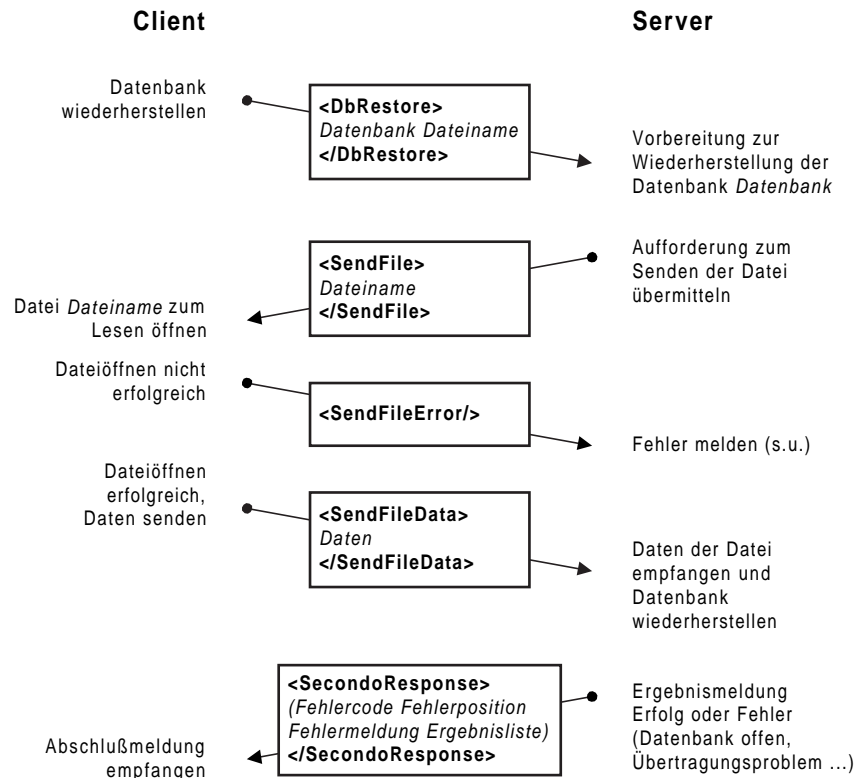 Client
Server
Datenbank
wiederherstellen
<DbRestore>
Datenbank Dateiname
</DbRestore>
Vorbereitung zur
Wiederherstellung der
Datenbank Datenbank
Aufforderung zum
Senden der Datei
übermitteln
<SendFile>
Dateiname
</SendFile>
Datei Dateiname zum
Lesen öffnen
Dateiöffnen nicht
erfolgreich
<SendFileError/>
Fehler melden (s.u.)
Dateiöffnen
erfolgreich,
Daten senden
<SendFileData>
Daten
</SendFileData>
Daten der Datei
empfangen und
Datenbank
wiederherstellen
<SecondoResponse>
(Fehlercode Fehlerposition
Fehlermeldung Ergebnisliste)
</SecondoResponse>
Ergebnismeldung
Erfolg oder Fehler
(Datenbank offen,
Übertragungsproblem ...)
Abschlußmeldung
empfangen